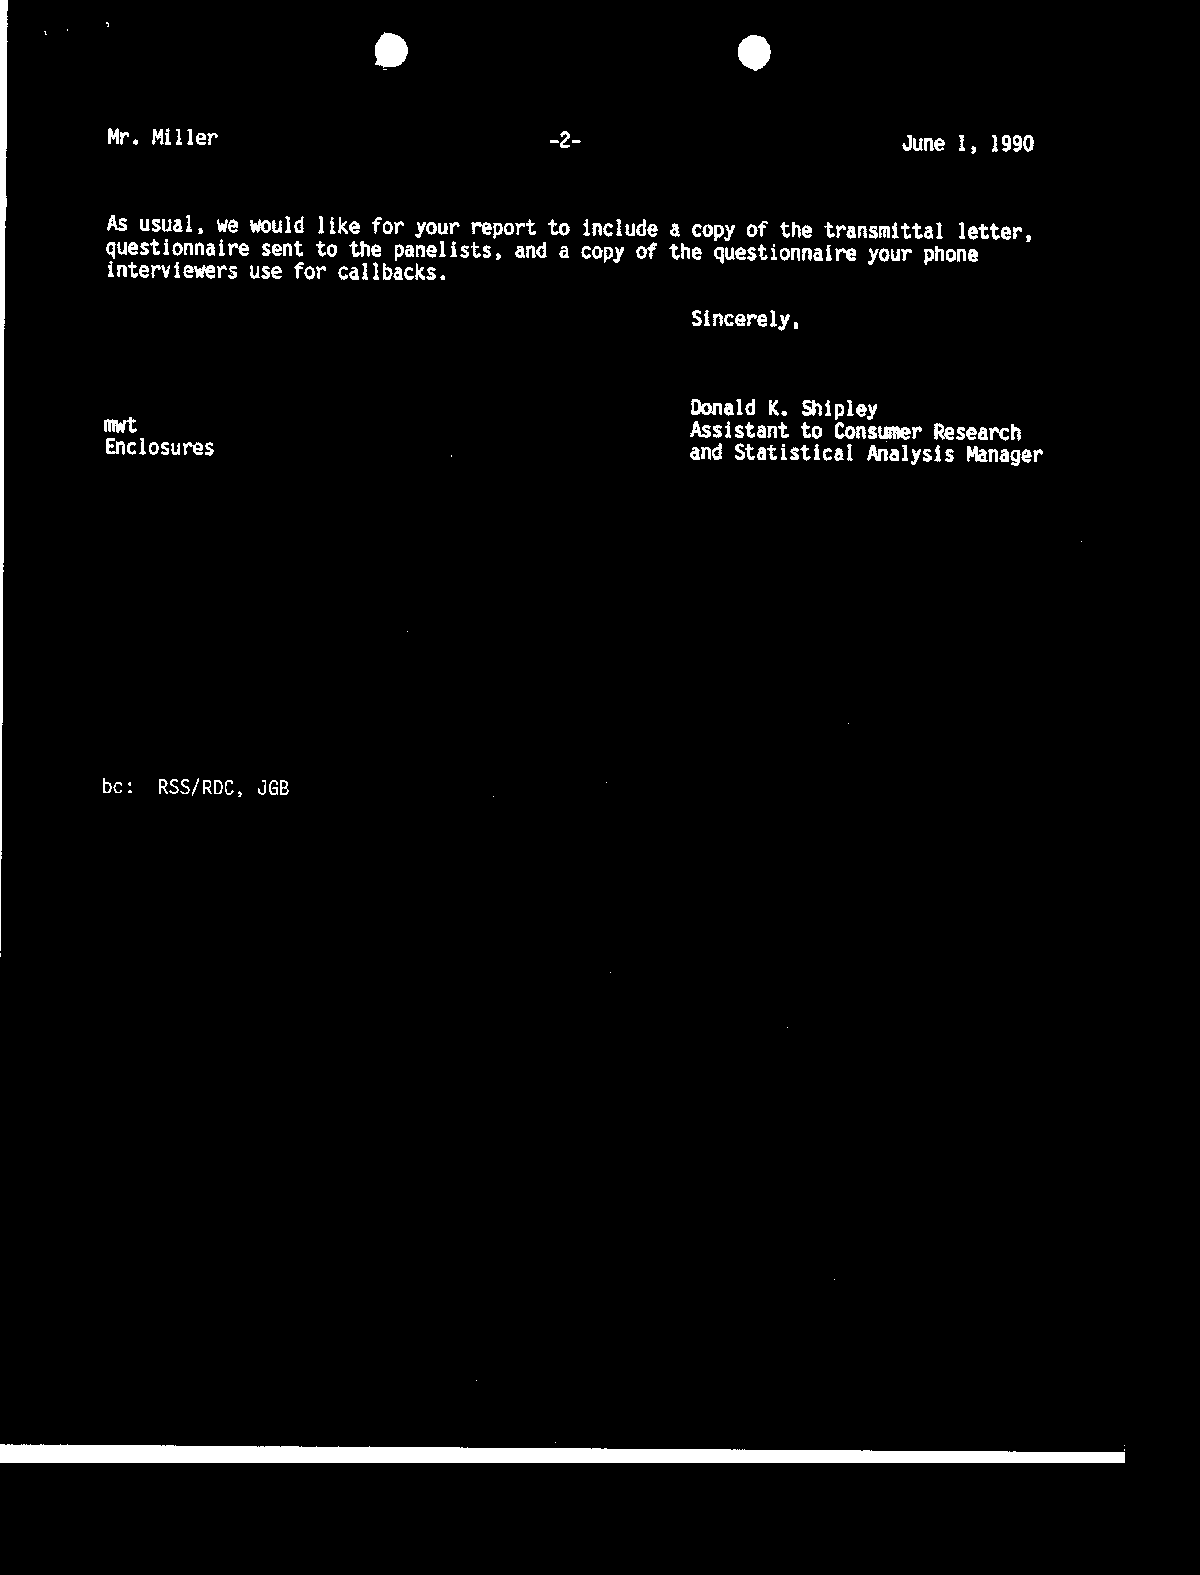 Mr. Miller -2- June 1, 1990
As usual, we would like for your report to include a copy of the transmittal letter,
questionnaire sent to the panelists, and a copy of the questionnaire your phone
interviewers use for callbacks.
Sincerely,
Donald K. Shipley
Assistant to Consumer Research
and Statistical Analysis Manager
mwt
Enclosures
bc: RSS/RDC, JGB